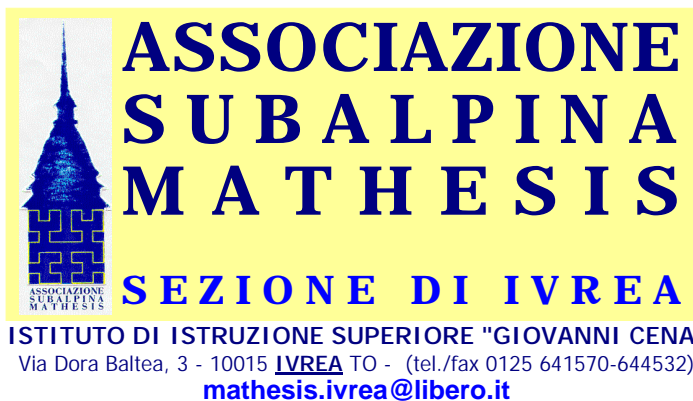 ASSOCIAZIONE
SUBALPINA
MATHESIS
ASSOCIAZIONE
SUBALPINA
MATHESIS
SEZIONE DI IVREA
ISTITUTO DI ISTRUZIONE SUPERIORE "GIOVANNI CENA
Via Dora Baltea, 3 - 10015 IVREA TO - (tel./fax 0125 641570-644532)
mathesis.ivrea@libero.it